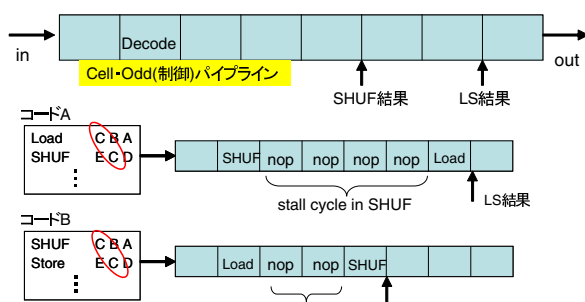 in
Decode
out
Cell・Odd(制御)パイプライン
SHUF結果
LS結果
コードA
Load C B A
SHUF E C D
⋮
SHUF nop nop nop nop Load
stall cycle in SHUF
LS結果
コードB
SHUF C B A
Store E C D
⋮
Load nop nop SHUF